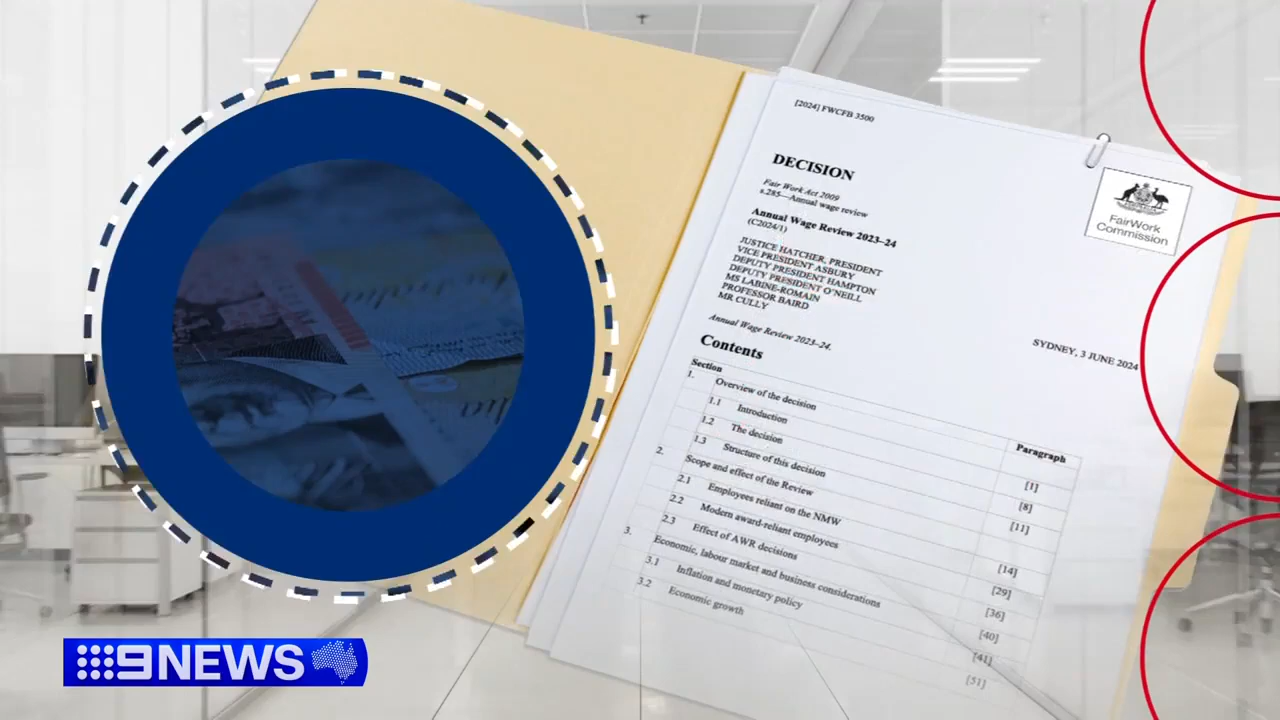 [2024] FWCFB 3500
DECISION
Fair Work Act 2009
s.285—Annual wage review
Annual Wage Review 2023–24
(C2024/1)
JUSTICE HATCHER, PRESIDENT
VICE PRESIDENT ASBURY
DEPUTY PRESIDENT HAMPTON
DEPUTY PRESIDENT O'NEILL
MS LABINE-ROMAIN
PROFESSOR BAIRD
MR CULLY
FairWork
Commission
SYDNEY, 3 JUNE 2024
Annual Wage Review 2023–24.
Contents
Section
Paragraph
1. Overview of the decision [1]
1.1 Introduction [8]
1.2 The decision [11]
1.3 Structure of this decision
2. Scope and effect of the Review [14]
2.1 Employees reliant on the NMW [29]
2.2 Modern award-reliant employees [36]
2.3 Effect of AWR decisions [40]
3. Economic, labour market and business considerations [41]
3.1 Inflation and monetary policy [51]
3.2 Economic growth
9NEWS